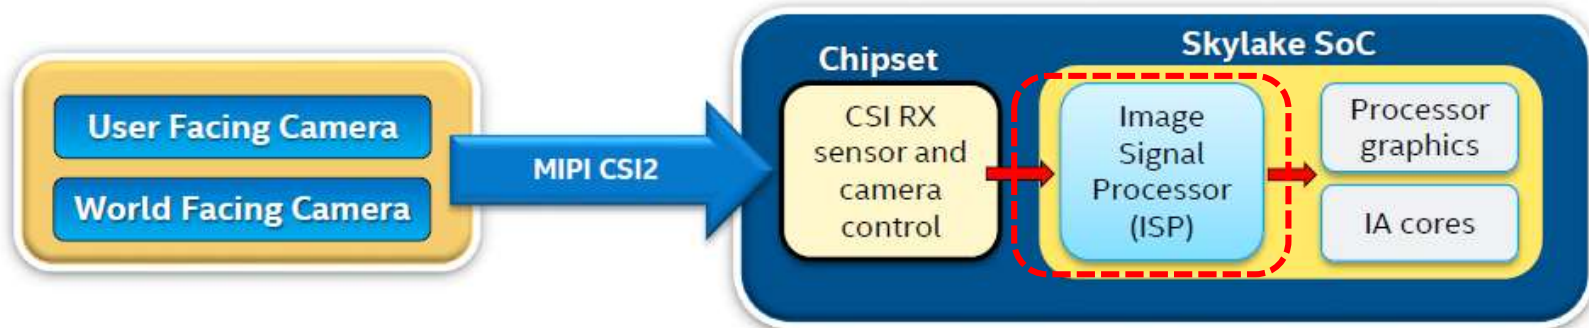 User Facing Camera
World Facing Camera
MIPI CSI2
Chipset
CSI RX
sensor and
camera
control
Skylake SoC
Image
Signal
Processor
(ISP)
Processor
graphics
IA cores